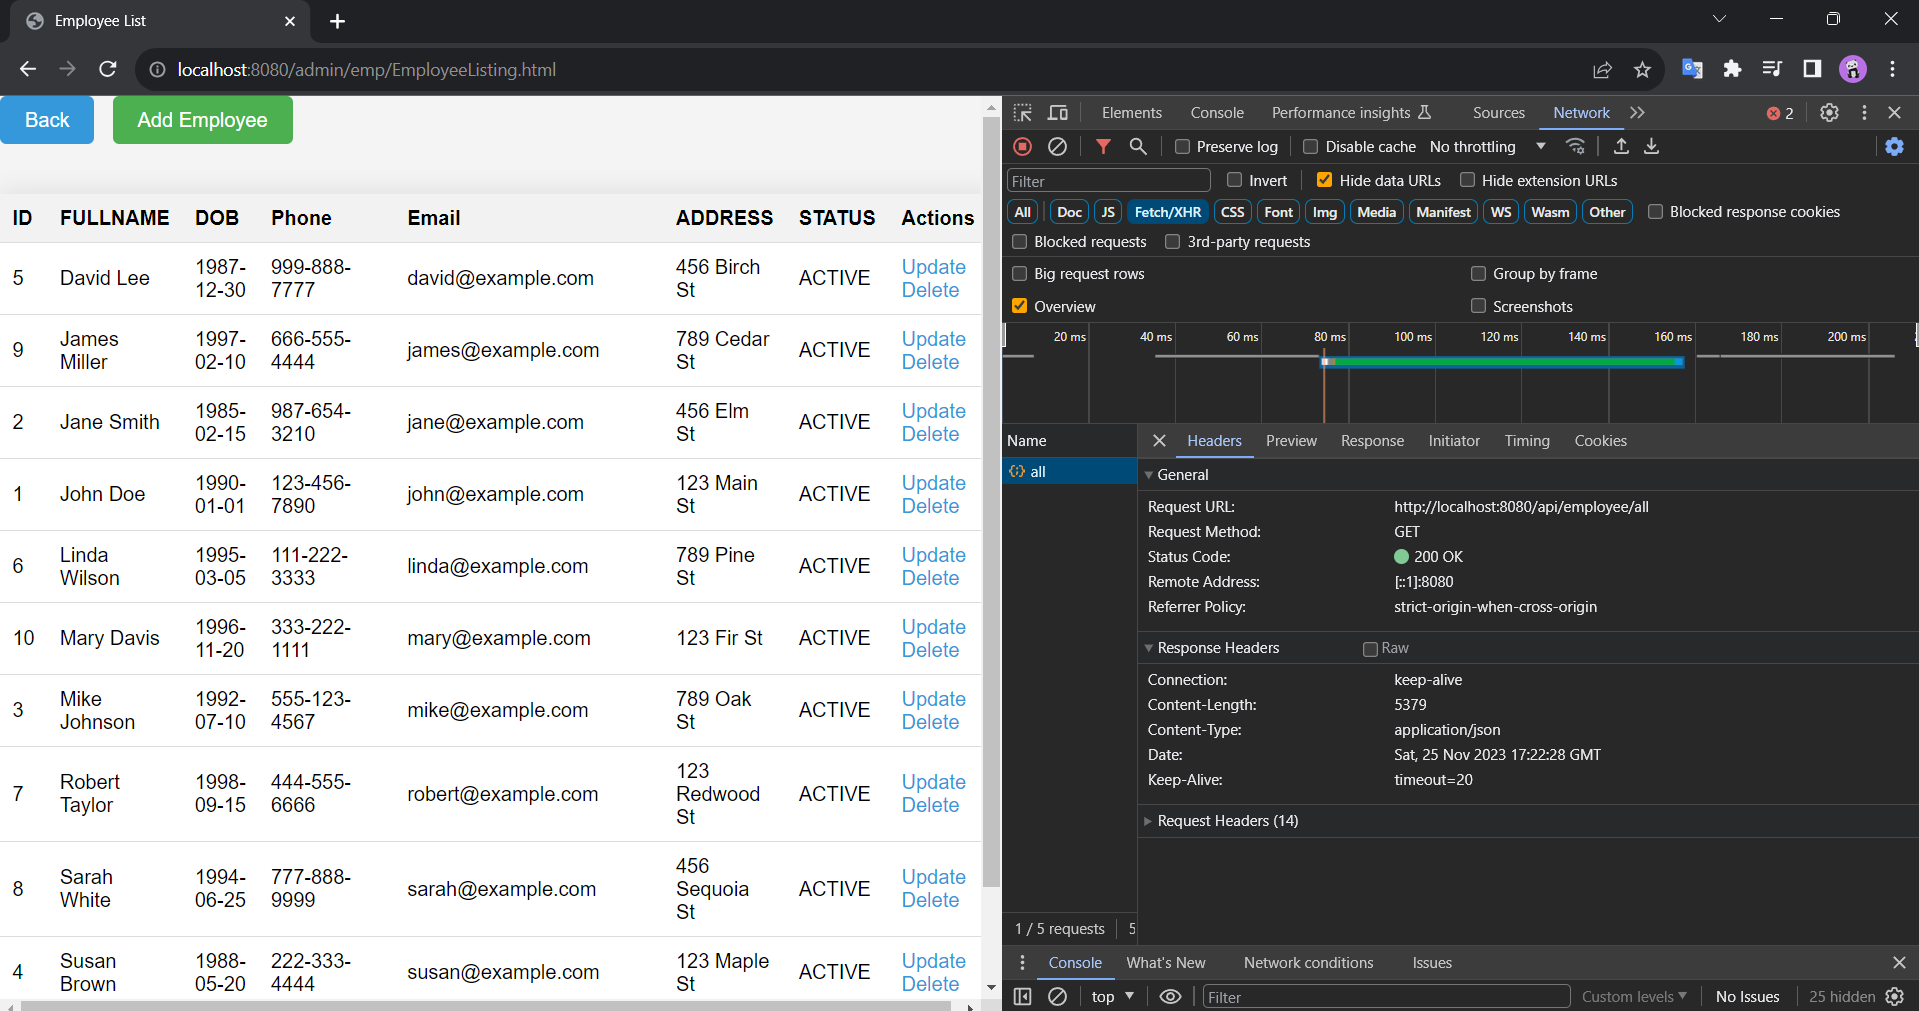 Employee List
localhost:8080/admin/emp/EmployeeListing.html
Back
Add Employee
ID FULLNAME DOB Phone Email ADDRESS STATUS Actions
5 David Lee 1987-12-30 999-888-7777 david@example.com 456 Birch St ACTIVE Update Delete
9 James Miller 1997-02-10 666-555-4444 james@example.com 789 Cedar St ACTIVE Update Delete
2 Jane Smith 1985-02-15 987-654-3210 jane@example.com 456 Elm St ACTIVE Update Delete
1 John Doe 1990-01-01 123-456-7890 john@example.com 123 Main St ACTIVE Update Delete
6 Linda Wilson 1995-03-05 111-222-3333 linda@example.com 789 Pine St ACTIVE Update Delete
10 Mary Davis 1996-11-20 333-222-1111 mary@example.com 123 Fir St ACTIVE Update Delete
3 Mike Johnson 1992-07-10 555-123-4567 mike@example.com 789 Oak St ACTIVE Update Delete
7 Robert Taylor 1998-09-15 444-555-6666 robert@example.com 123 Redwood St ACTIVE Update Delete
8 Sarah White 1994-06-25 777-888-9999 sarah@example.com 456 Sequoia St ACTIVE Update Delete
4 Susan Brown 1988-05-20 222-333-4444 susan@example.com 123 Maple St ACTIVE Update Delete
Elements Console Performance insights Sources Network 2
Preserve log Disable cache No throttling
Filter Invert Hide data URLs Hide extension URLs
All Doc JS Fetch/XHR CSS Font Img Media Manifest WS Wasm Other Blocked response cookies
Blocked requests 3rd-party requests
Big request rows Group by frame
Overview Screenshots
20 ms 40 ms 60 ms 80 ms 100 ms 120 ms 140 ms 160 ms 180 ms 200 ms
Name Headers Preview Response Initiator Timing Cookies
all
General
Request URL: http://localhost:8080/api/employee/all
Request Method: GET
Status Code: 200 OK
Remote Address: [::1]:8080
Referrer Policy: strict-origin-when-cross-origin
Response Headers Raw
Connection: keep-alive
Content-Length: 5379
Content-Type: application/json
Date: Sat, 25 Nov 2023 17:22:28 GMT
Keep-Alive: timeout=20
Request Headers (14)
1 / 5 requests 5
Console What's New Network conditions Issues
top Filter Custom levels No Issues 25 hidden